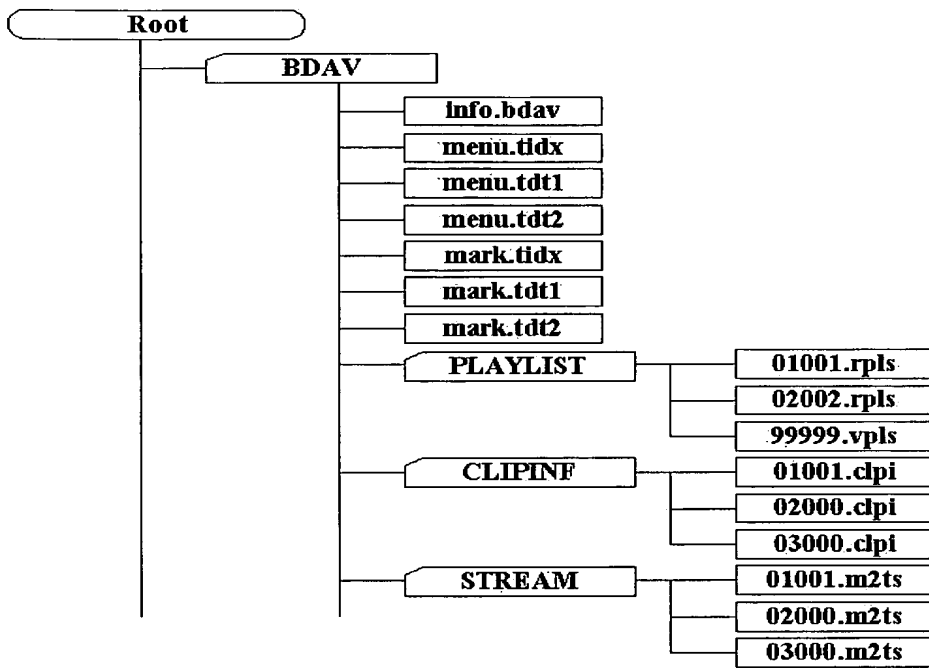 Root
BDAV
info.bdav
menu.tidx
menu.tdt1
menu.tdt2
mark.tidx
mark.tdt1
mark.tdt2
PLAYLIST
01001.rpls
02002.rpls
99999.vpls
CLIPINF
01001.clpi
02000.clpi
03000.clpi
STREAM
01001.m2ts
02000.m2ts
03000.m2ts